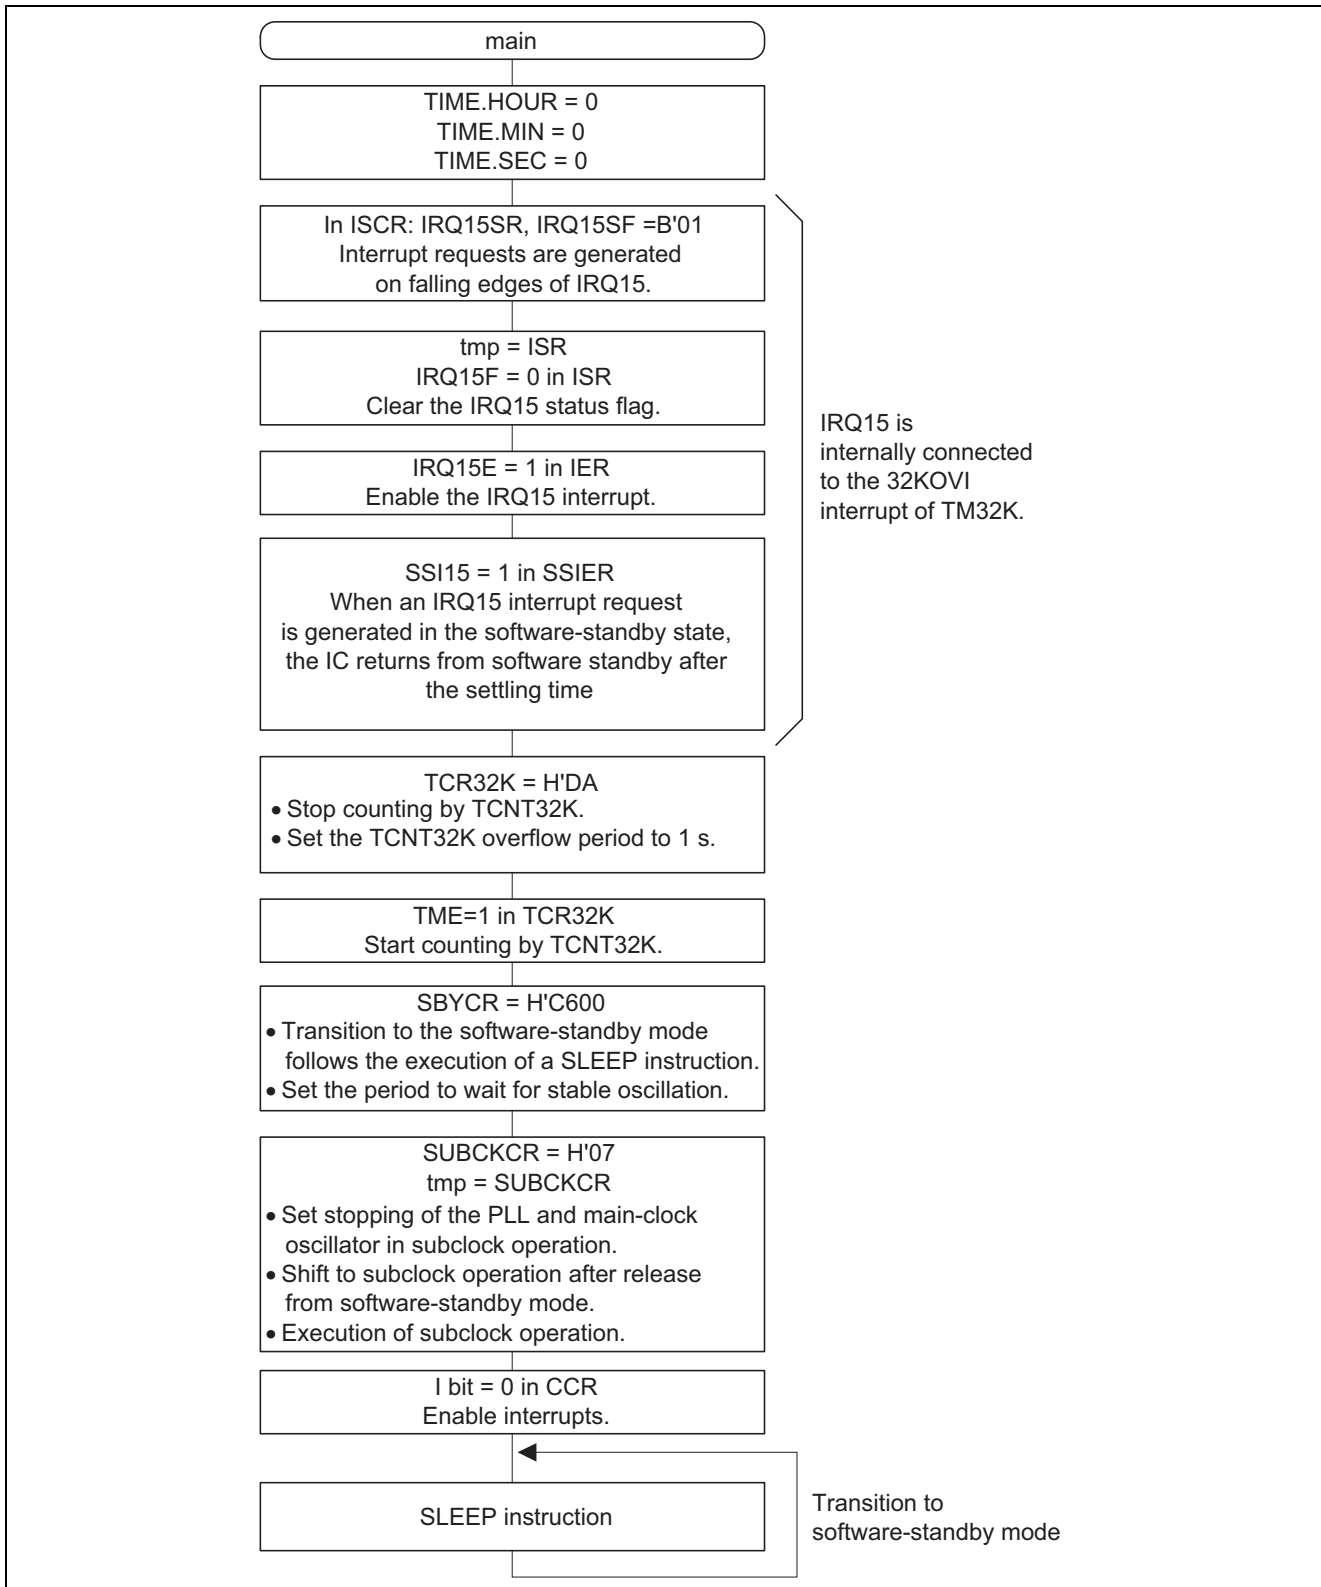 main
TIME.HOUR = 0
TIME.MIN = 0
TIME.SEC = 0
In ISCR: IRQ15SR, IRQ15SF =B'01
Interrupt requests are generated
on falling edges of IRQ15.
tmp = ISR
IRQ15F = 0 in ISR
Clear the IRQ15 status flag.
IRQ15E = 1 in IER
Enable the IRQ15 interrupt.
SSI15 = 1 in SSIER
When an IRQ15 interrupt request
is generated in the software-standby state,
the IC returns from software standby after
the settling time
IRQ15 is
internally connected
to the 32KOVI
interrupt of TM32K.
TCR32K = H'DA
• Stop counting by TCNT32K.
• Set the TCNT32K overflow period to 1 s.
TME=1 in TCR32K
Start counting by TCNT32K.
SBYCR = H'C600
• Transition to the software-standby mode
follows the execution of a SLEEP instruction.
• Set the period to wait for stable oscillation.
SUBCKCR = H'07
tmp = SUBCKCR
• Set stopping of the PLL and main-clock
oscillator in subclock operation.
• Shift to subclock operation after release
from software-standby mode.
• Execution of subclock operation.
I bit = 0 in CCR
Enable interrupts.
SLEEP instruction
Transition to
software-standby mode